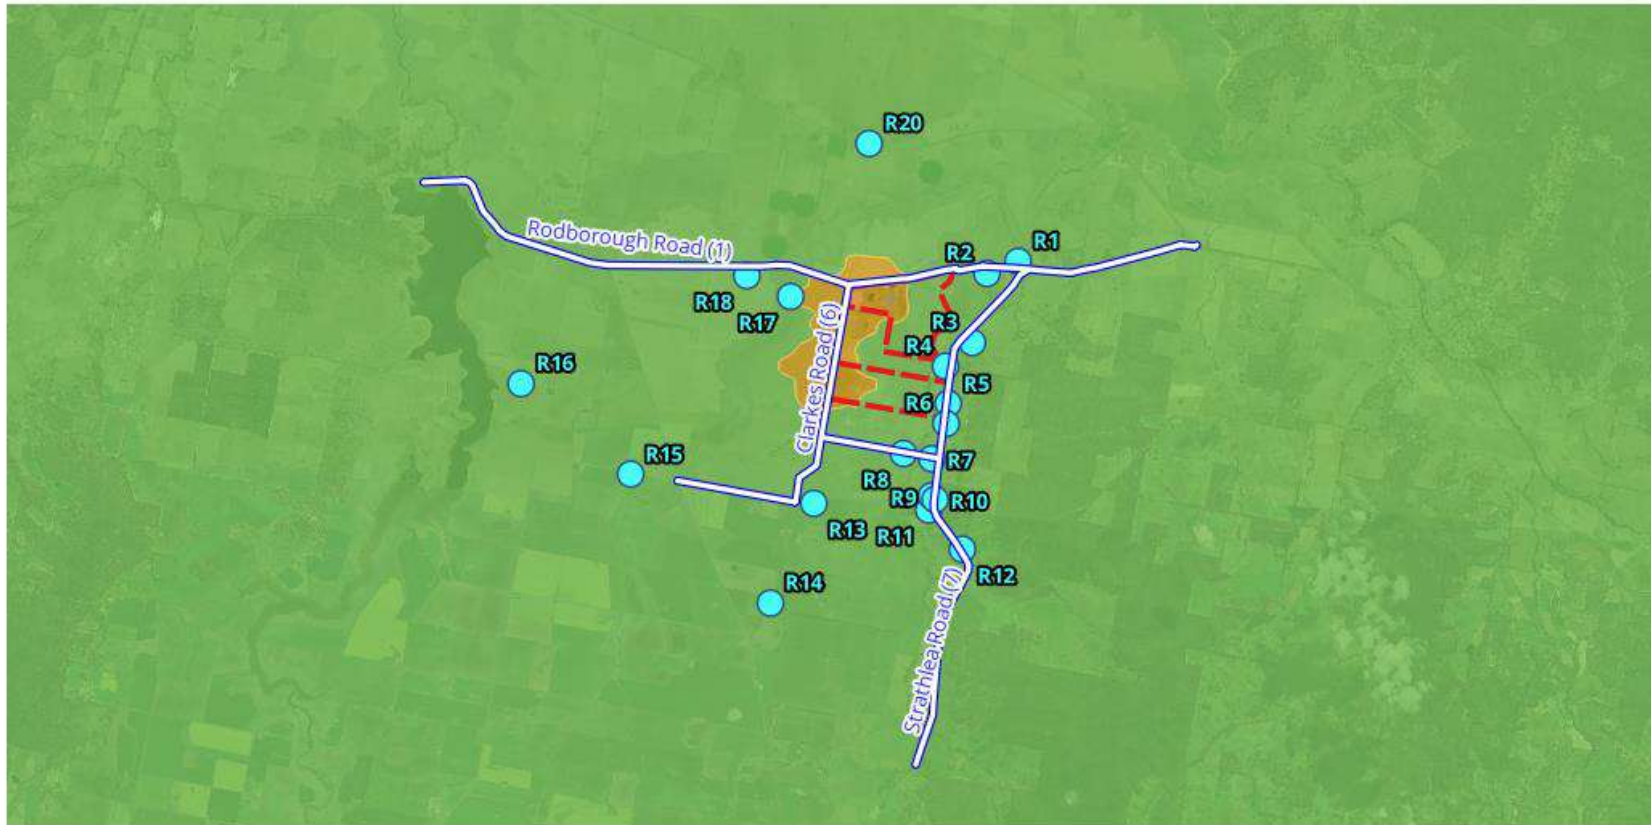 R20
Rodborough Road (1)
R1
R2
R18
R17
R3
Clarkes Road (6)
R4
R16
R5
R6
R15
R7
R8
R9
R10
R13
R11
R12
R14
Strathlea Road (7)